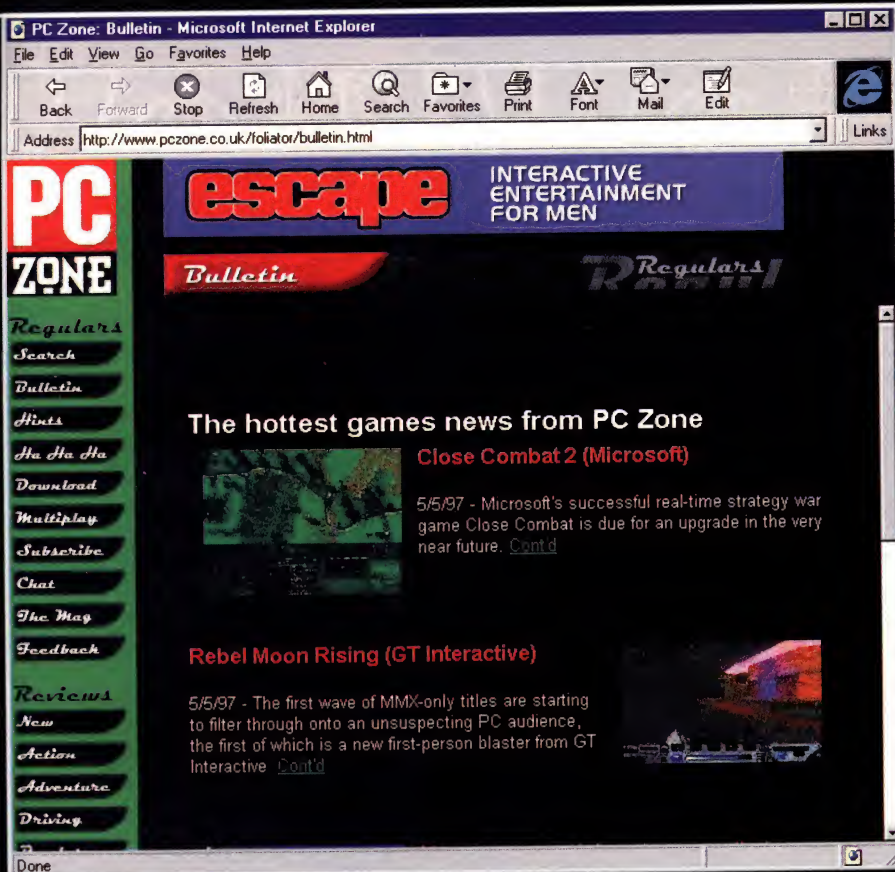 PC Zone: Bulletin - Microsoft Internet Explorer
File Edit View Go Favorites Help
Back Forward Stop Refresh Home Search Favorites Print Font Mail Edit
Address http://www.pczone.co.uk/foliator/bulletin.html Links
PC
ZONE
escape
INTERACTIVE
ENTERTAINMENT
FOR MEN
Bulletin
Regulars
Regulars
Search
Bulletin
Hints
Ha Ha Ha
Download
Multiplay
Subscribe
Chat
The Mag
Feedback
Reviews
New
Action
Adventure
Driving
The hottest games news from PC Zone
Close Combat 2 (Microsoft)
5/5/97 - Microsoft's successful real-time strategy war
game Close Combat is due for an upgrade in the very
near future. Cont'd
Rebel Moon Rising (GT Interactive)
5/5/97 - The first wave of MMX-only titles are starting
to filter through onto an unsuspecting PC audience,
the first of which is a new first-person blaster from GT
Interactive Cont'd
Done